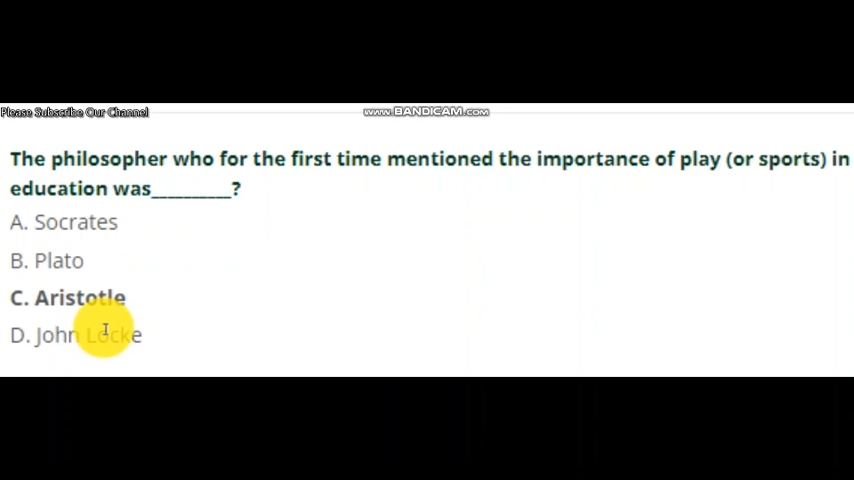 Please Subscribe Our Channel
www.BANDICAM.com
The philosopher who for the first time mentioned the importance of play (or sports) in
education was__________?
A. Socrates
B. Plato
C. Aristotle
D. John Locke